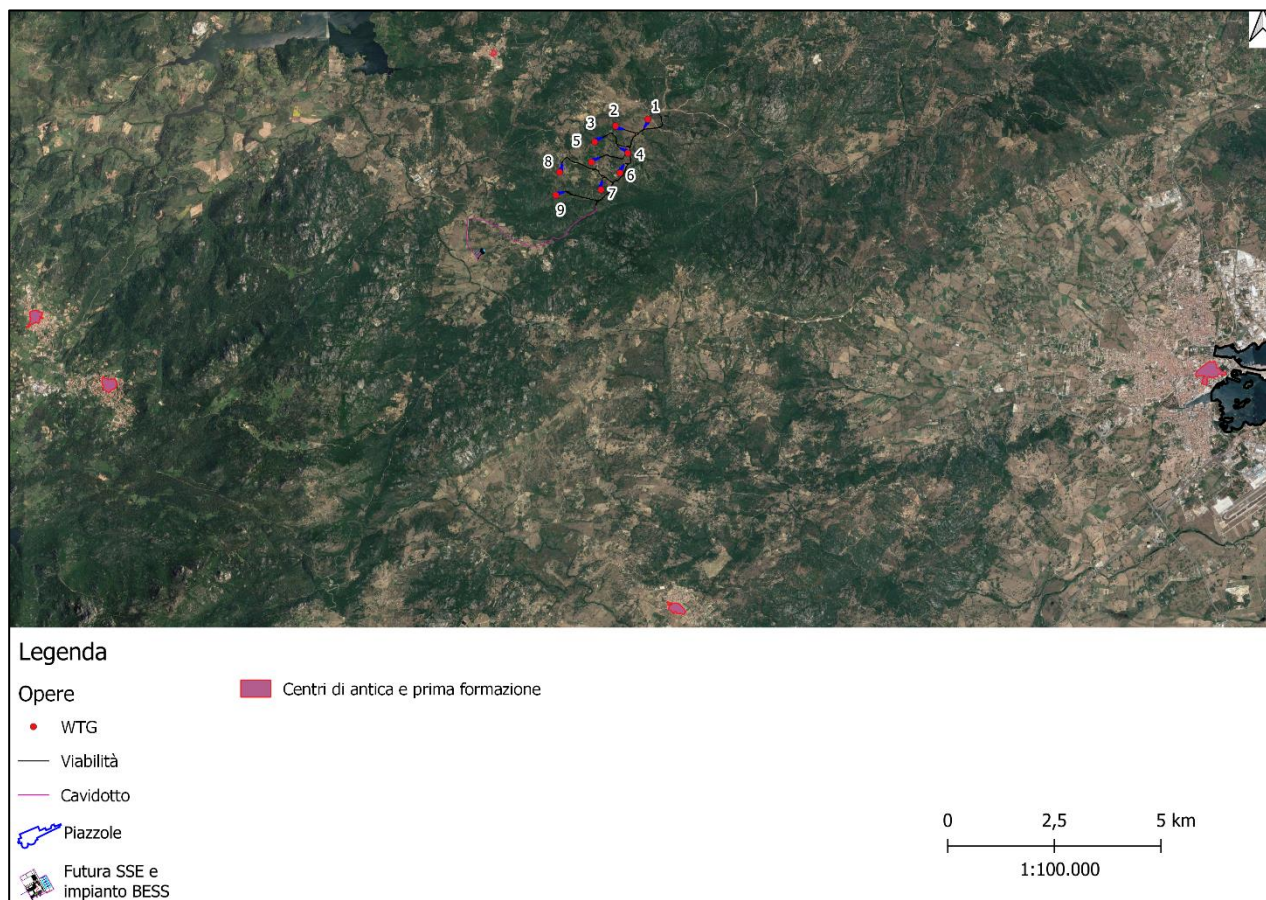 1
2
3
5
4
8
6
7
9
Legenda
Opere
Centri di antica e prima formazione
WTG
Viabilità
Cavidotto
Piazzole
Futura SSE e
impianto BESS
0 2,5 5 km
1:100.000